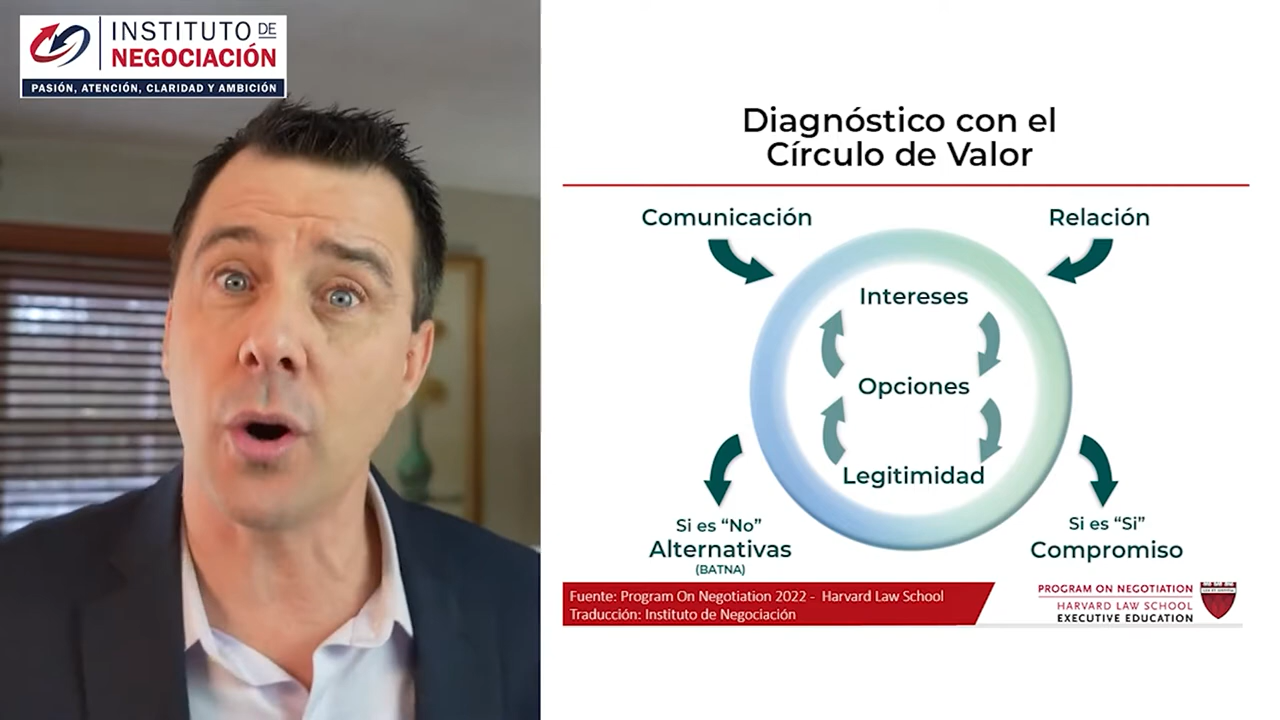 INSTITUTO DE
NEGOCIACIÓN
PASIÓN, ATENCIÓN, CLARIDAD Y AMBICIÓN
Diagnóstico con el
Círculo de Valor
Comunicación
Relación
Intereses
Opciones
Legitimidad
Si es “No”
Alternativas
(BATNA)
Si es “Si”
Compromiso
Fuente: Program On Negotiation 2022 - Harvard Law School
Traducción: Instituto de Negociación
PROGRAM ON NEGOTIATION
HARVARD LAW SCHOOL
EXECUTIVE EDUCATION